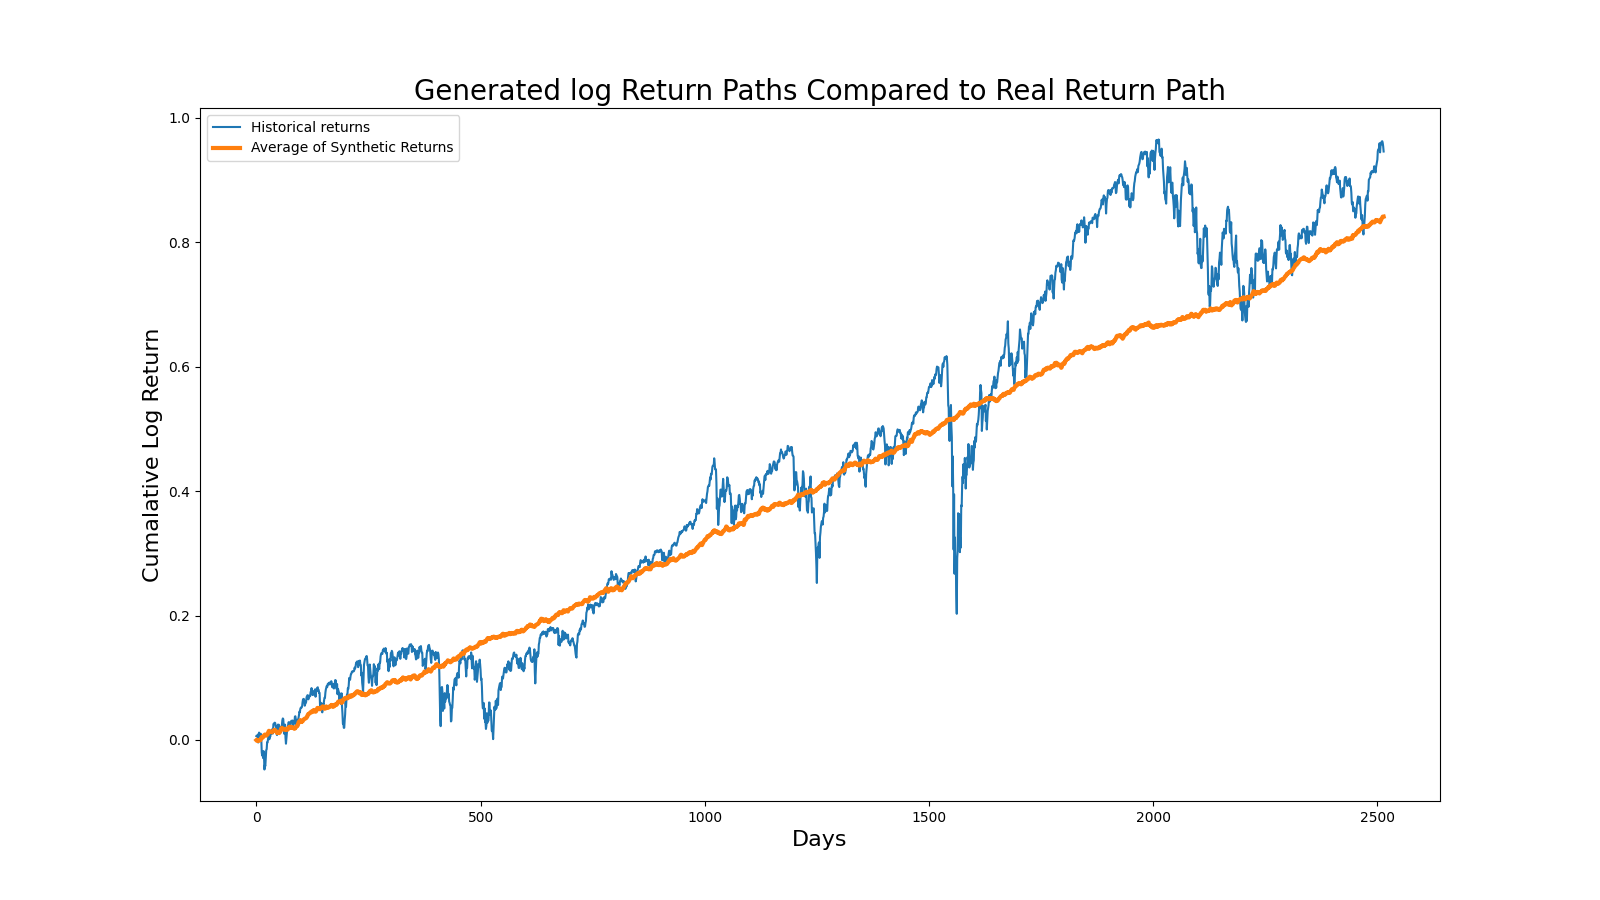 Generated log Return Paths Compared to Real Return Path
Historical returns
Average of Synthetic Returns
1.0
0.8
0.6
0.4
0.2
0.0
Cumalative Log Return
0 500 1000 1500 2000 2500
Days